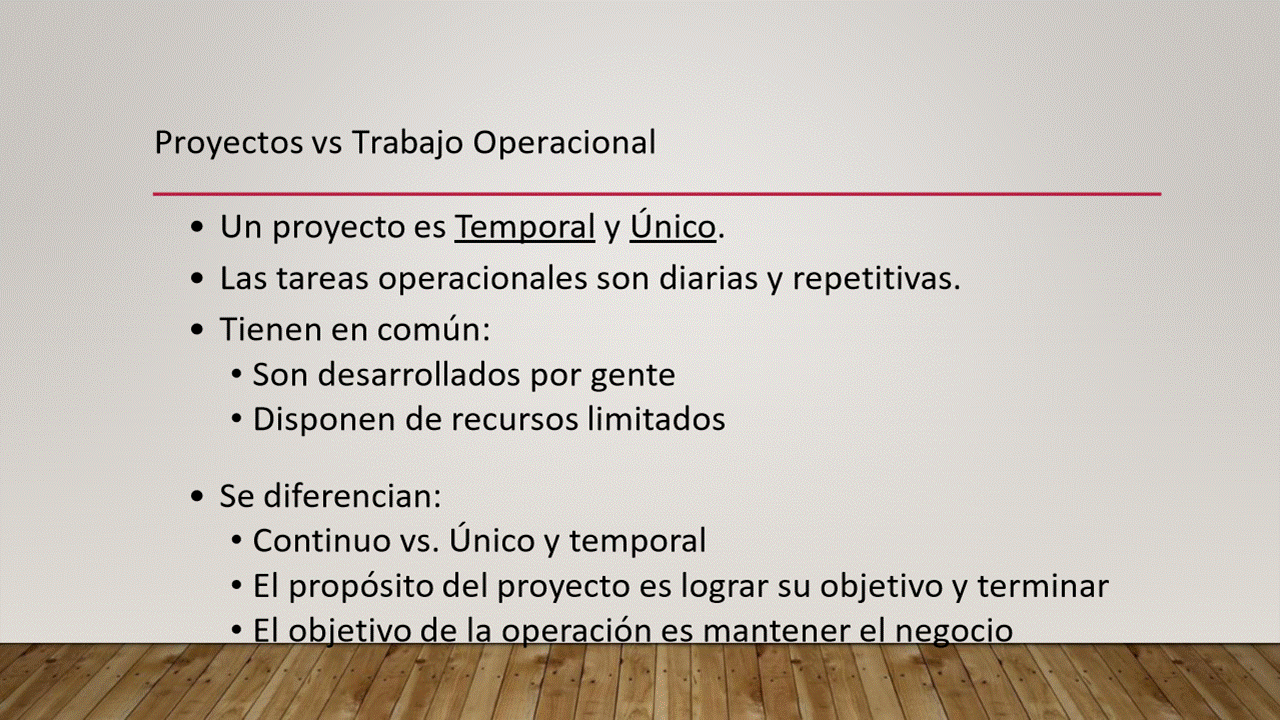 Proyectos vs Trabajo Operacional
• Un proyecto es Temporal y Único.
• Las tareas operacionales son diarias y repetitivas.
• Tienen en común:
• Son desarrollados por gente
• Disponen de recursos limitados
• Se diferencian:
• Continuo vs. Único y temporal
• El propósito del proyecto es lograr su objetivo y terminar
• El objetivo de la operación es mantener el negocio